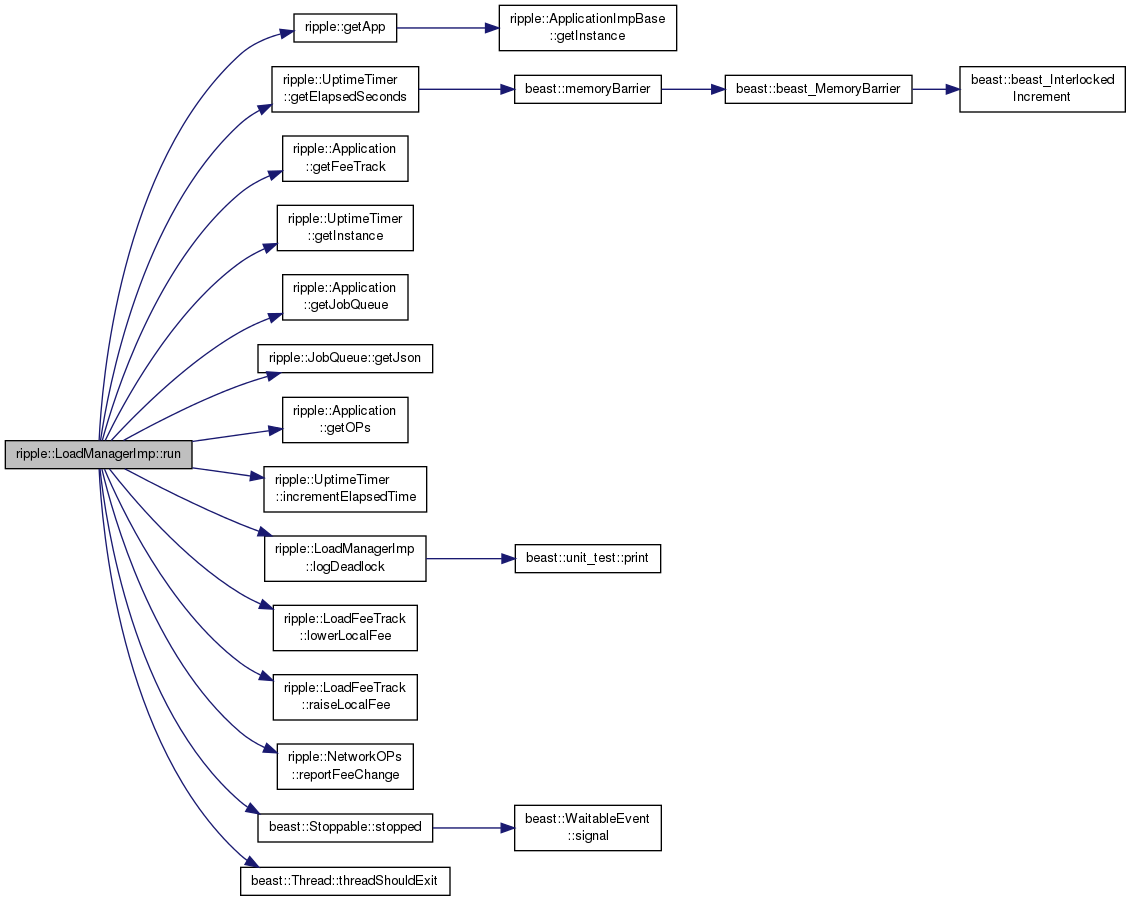 ripple::getApp
ripple::ApplicationImpBase
::getInstance
ripple::UptimeTimer
::getElapsedSeconds
beast::memoryBarrier
beast::beast_MemoryBarrier
beast::beast_Interlocked
Increment
ripple::Application
::getFeeTrack
ripple::UptimeTimer
::getInstance
ripple::Application
::getJobQueue
ripple::JobQueue::getJson
ripple::Application
::getOPs
ripple::LoadManagerImp::run
ripple::UptimeTimer
::incrementElapsedTime
ripple::LoadManagerImp
::logDeadlock
beast::unit_test::print
ripple::LoadFeeTrack
::lowerLocalFee
ripple::LoadFeeTrack
::raiseLocalFee
ripple::NetworkOPs
::reportFeeChange
beast::Stoppable::stopped
beast::WaitableEvent
::signal
beast::Thread::threadShouldExit